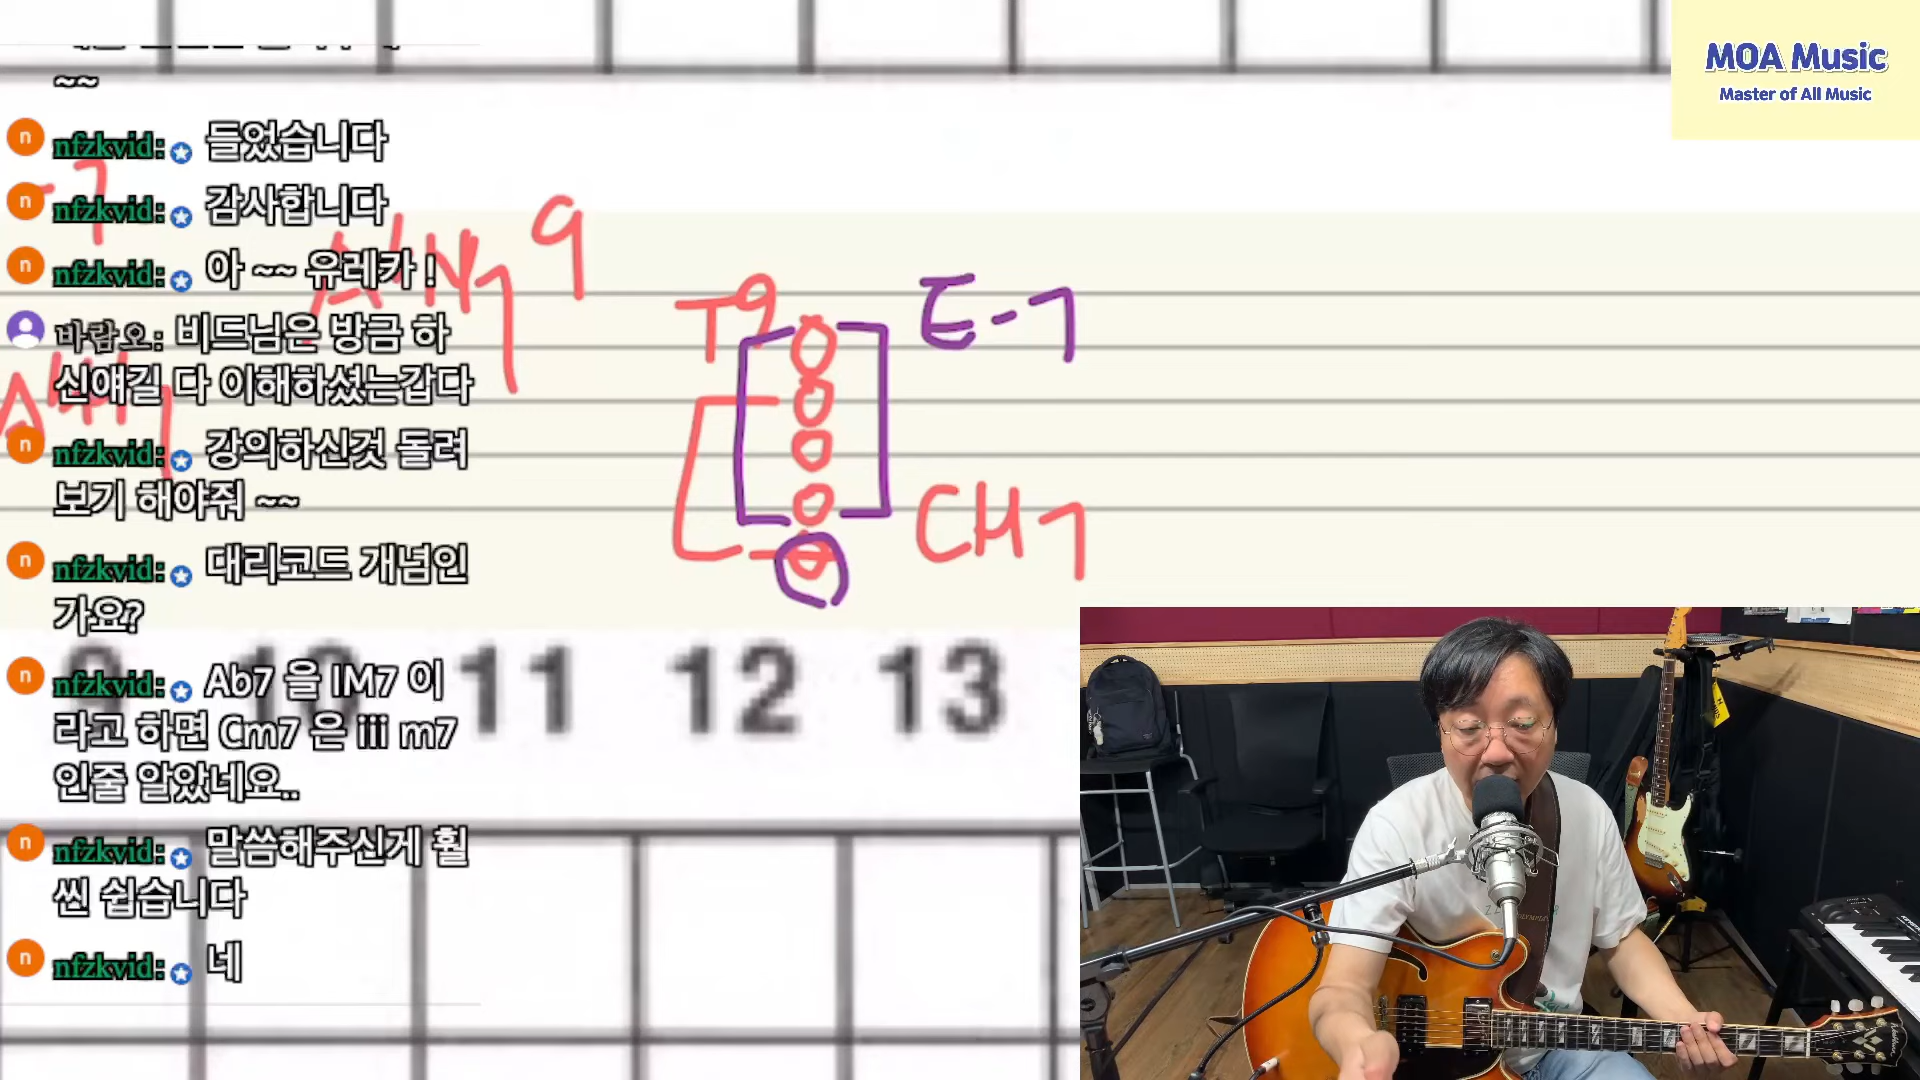 MOA Music
Master of All Music
~~
nfzkvid: 들었습니다
nfzkvid: 감사합니다
nfzkvid: 아 ~~ 유레카 !
바람오: 비드님은 방금 하
신얘길 다 이해하셨는갑다
nfzkvid: 강의하신것 돌려
보기 해야줘 ~~
nfzkvid: 대리코드 개념인
가요?
nfzkvid: Ab7 을 IM7 이
라고 하면 Cm7 은 iii m7
인줄 알았네요..
nfzkvid: 말씀해주신게 훨
씬 쉽습니다
nfzkvid: 네
-7
9
T9
E-7
CM7
9 10 11 12 13